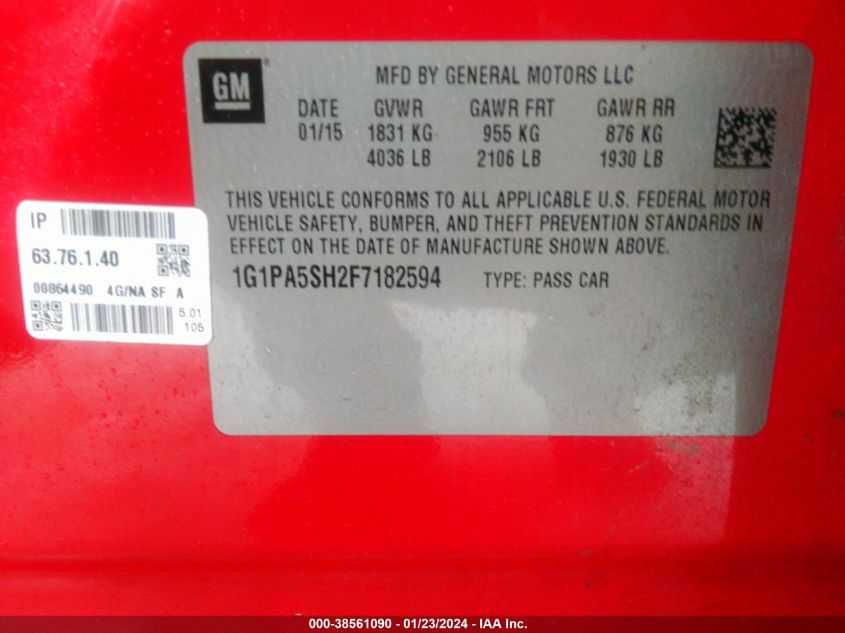 GM
MFD BY GENERAL MOTORS LLC
DATE GVWR GAWR FRT GAWR RR
01/15 1831 KG 955 KG 876 KG
4036 LB 2106 LB 1930 LB
THIS VEHICLE CONFORMS TO ALL APPLICABLE U.S. FEDERAL MOTOR
VEHICLE SAFETY, BUMPER, AND THEFT PREVENTION STANDARDS IN
EFFECT ON THE DATE OF MANUFACTURE SHOWN ABOVE.
1G1PA5SH2F7182594 TYPE: PASS CAR
IP
63.76.1.40
00864490 4G/NA SF A
5.01
105
000-38561090 - 01/23/2024 - IAA Inc.